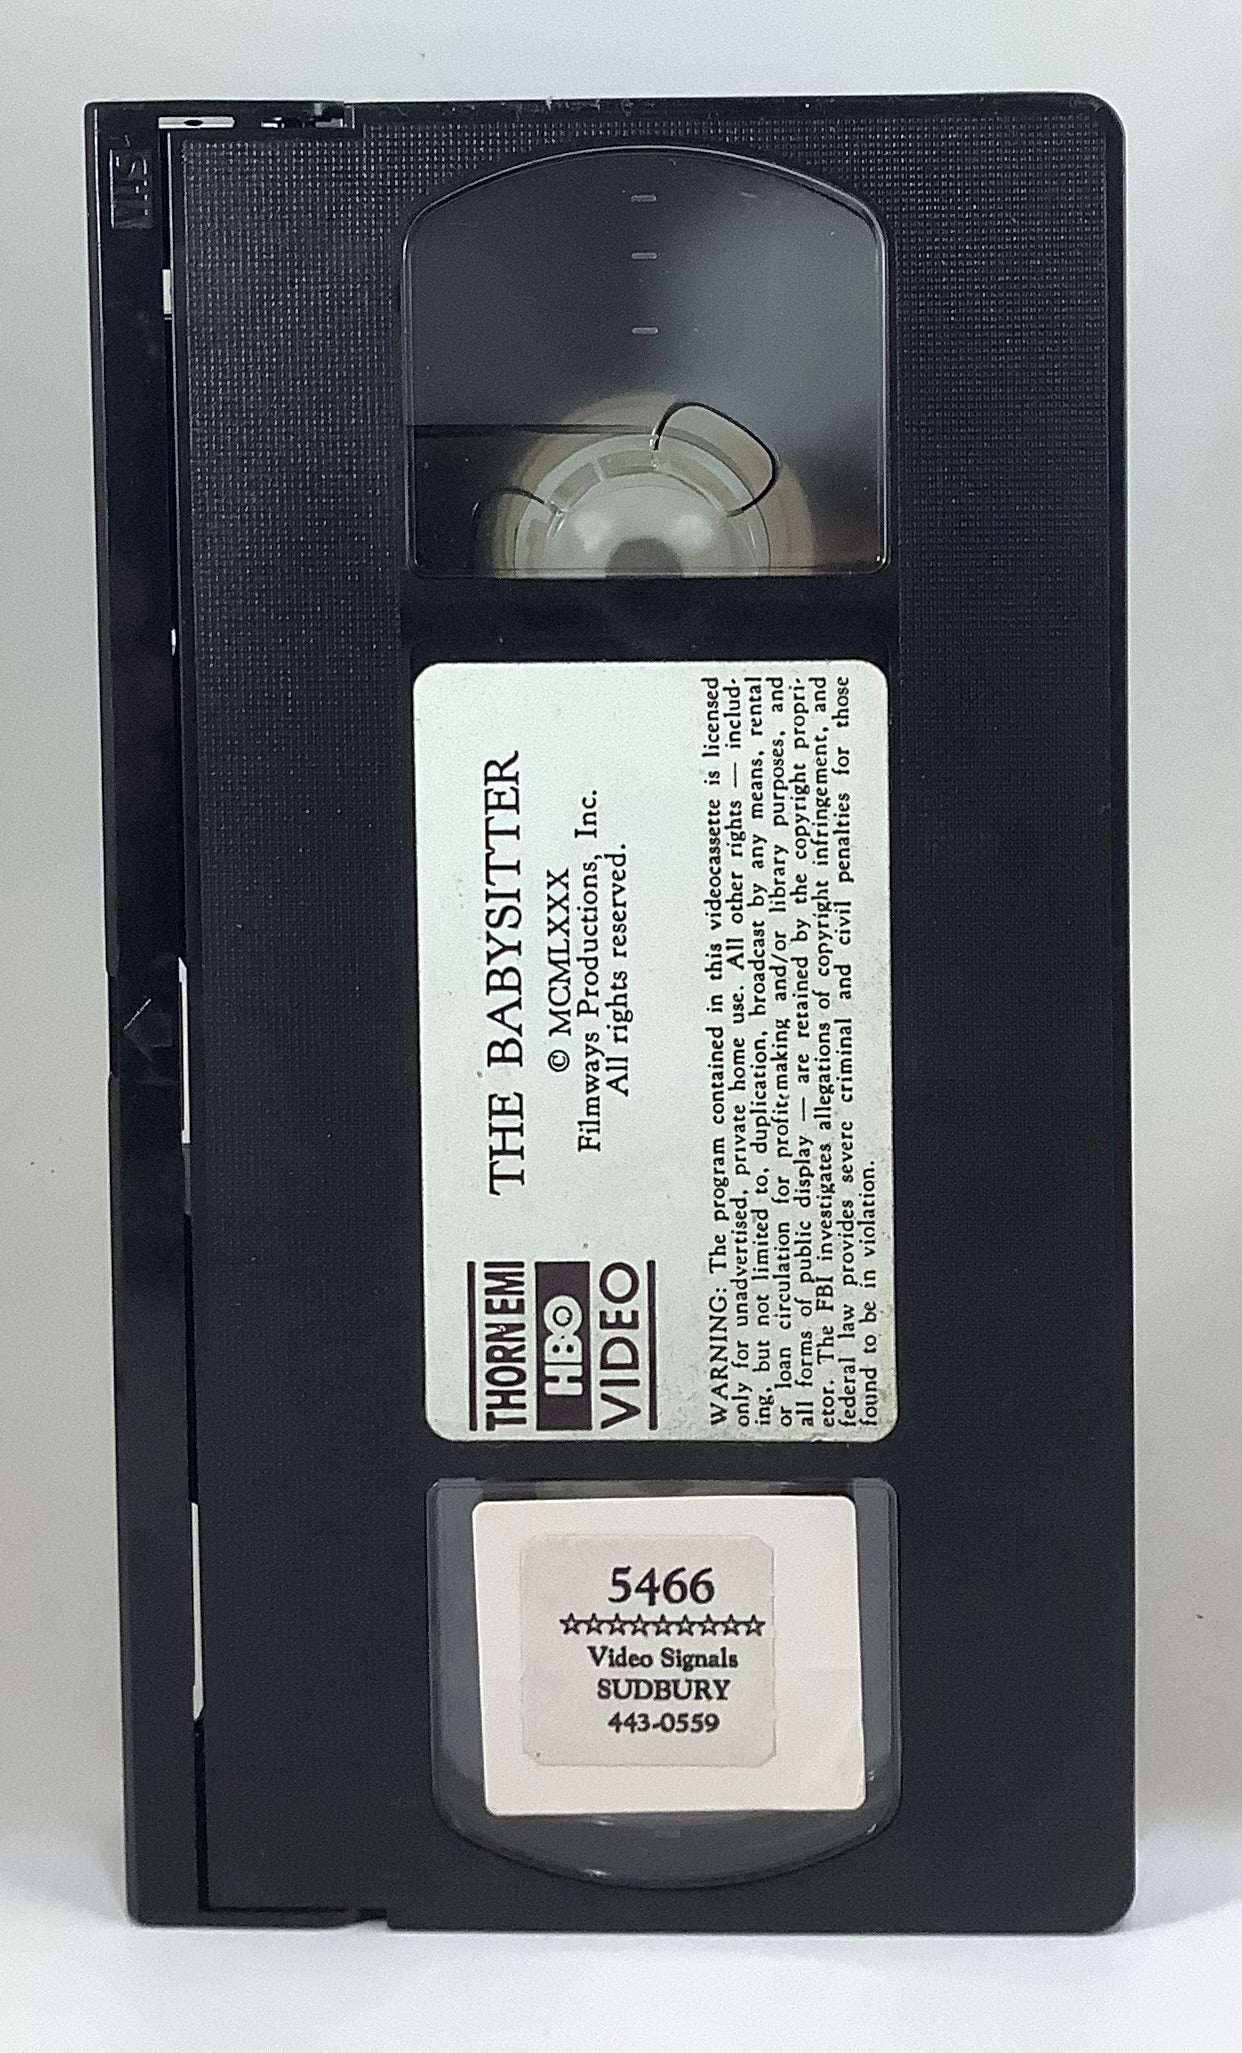 VHS
THE BABYSITTER
© MCMLXXX
Filmways Productions, Inc.
All rights reserved.
THORN EMI
HBO
VIDEO
WARNING: The program contained in this videocassette is licensed
only for unadvertised, private home use. All other rights — includ-
ing, but not limited to, duplication, broadcast by any means, rental
or loan circulation for profit making and/or library purposes, and
all forms of public display — are retained by the copyright propri-
etor. The FBI investigates allegations of copyright infringement, and
federal law provides severe criminal and civil penalties for those
found to be in violation.
5466
☆☆☆☆☆☆☆☆☆
Video Signals
SUDBURY
443-0559